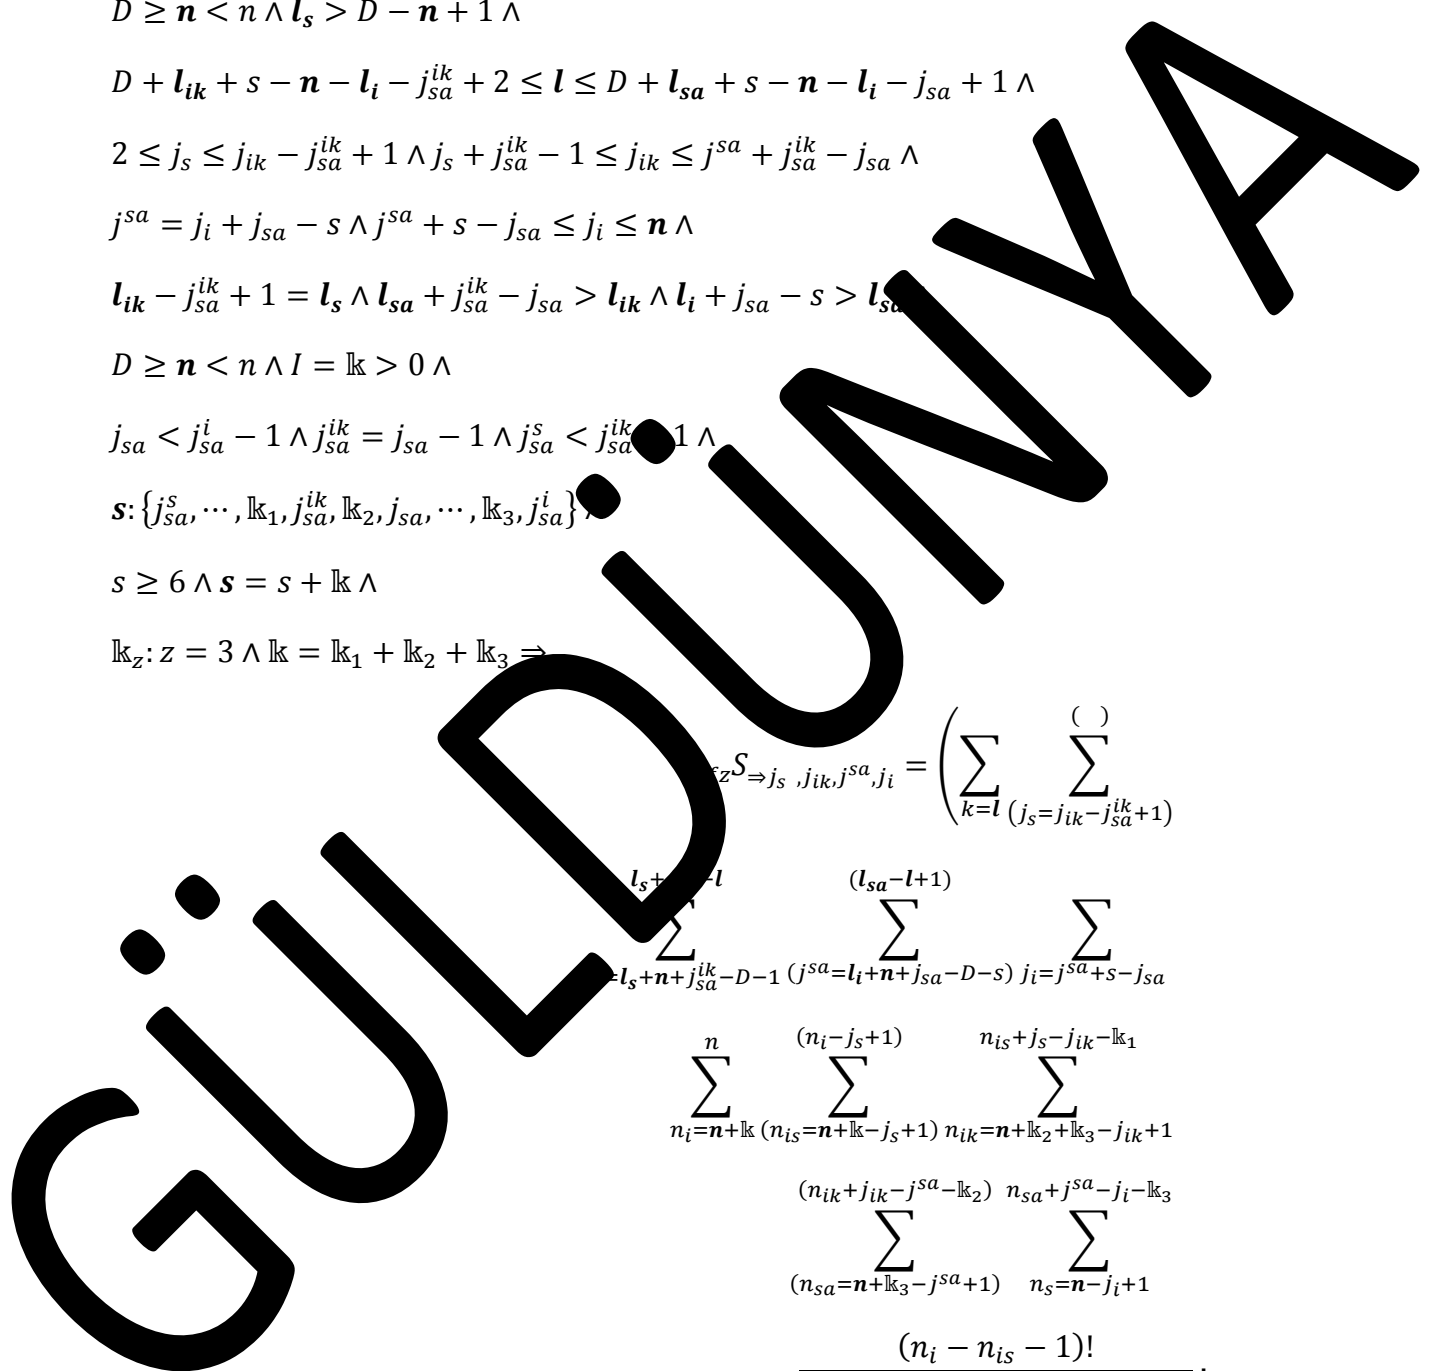 D ≥ n < n ∧ l_s > D − n + 1 ∧
D + l_ik + s − n − l_i − j_sa^ik + 2 ≤ l ≤ D + l_sa + s − n − l_i − j_sa + 1 ∧
2 ≤ j_s ≤ j_ik − j_sa^ik + 1 ∧ j_s + j_sa^ik − 1 ≤ j_ik ≤ j^sa + j_sa^ik − j_sa ∧
j^sa = j_i + j_sa − s ∧ j^sa + s − j_sa ≤ j_i ≤ n ∧
l_ik − j_sa^ik + 1 = l_s ∧ l_sa + j_sa^ik − j_sa > l_ik ∧ l_i + j_sa − s > l_sa
D ≥ n < n ∧ I = 𝕜 > 0 ∧
j_sa < j_sa^i − 1 ∧ j_sa^ik = j_sa − 1 ∧ j_sa^s < j_sa^ik 1 ∧
s: {j_sa^s, ⋯ , 𝕜_1, j_sa^ik, 𝕜_2, j_sa, ⋯ , 𝕜_3, j_sa^i}
s ≥ 6 ∧ s = s + 𝕜 ∧
𝕜_z: z = 3 ∧ 𝕜 = 𝕜_1 + 𝕜_2 + 𝕜_3 ⇒
( )
z S_⇒j_s ,j_ik,j^sa,j_i = ( ∑ ∑
k=l (j_s=j_ik−j_sa^ik+1)
l_s+ −l (l_sa−l+1)
∑ ∑ ∑
=l_s+n+j_sa^ik−D−1 (j^sa=l_i+n+j_sa−D−s) j_i=j^sa+s−j_sa
n (n_i−j_s+1) n_is+j_s−j_ik−𝕜_1
∑ ∑ ∑
n_i=n+𝕜 (n_is=n+𝕜−j_s+1) n_ik=n+𝕜_2+𝕜_3−j_ik+1
(n_ik+j_ik−j^sa−𝕜_2) n_sa+j^sa−j_i−𝕜_3
∑ ∑
(n_sa=n+𝕜_3−j^sa+1) n_s=n−j_i+1
(n_i − n_is − 1)!
GÜLDÜNYA